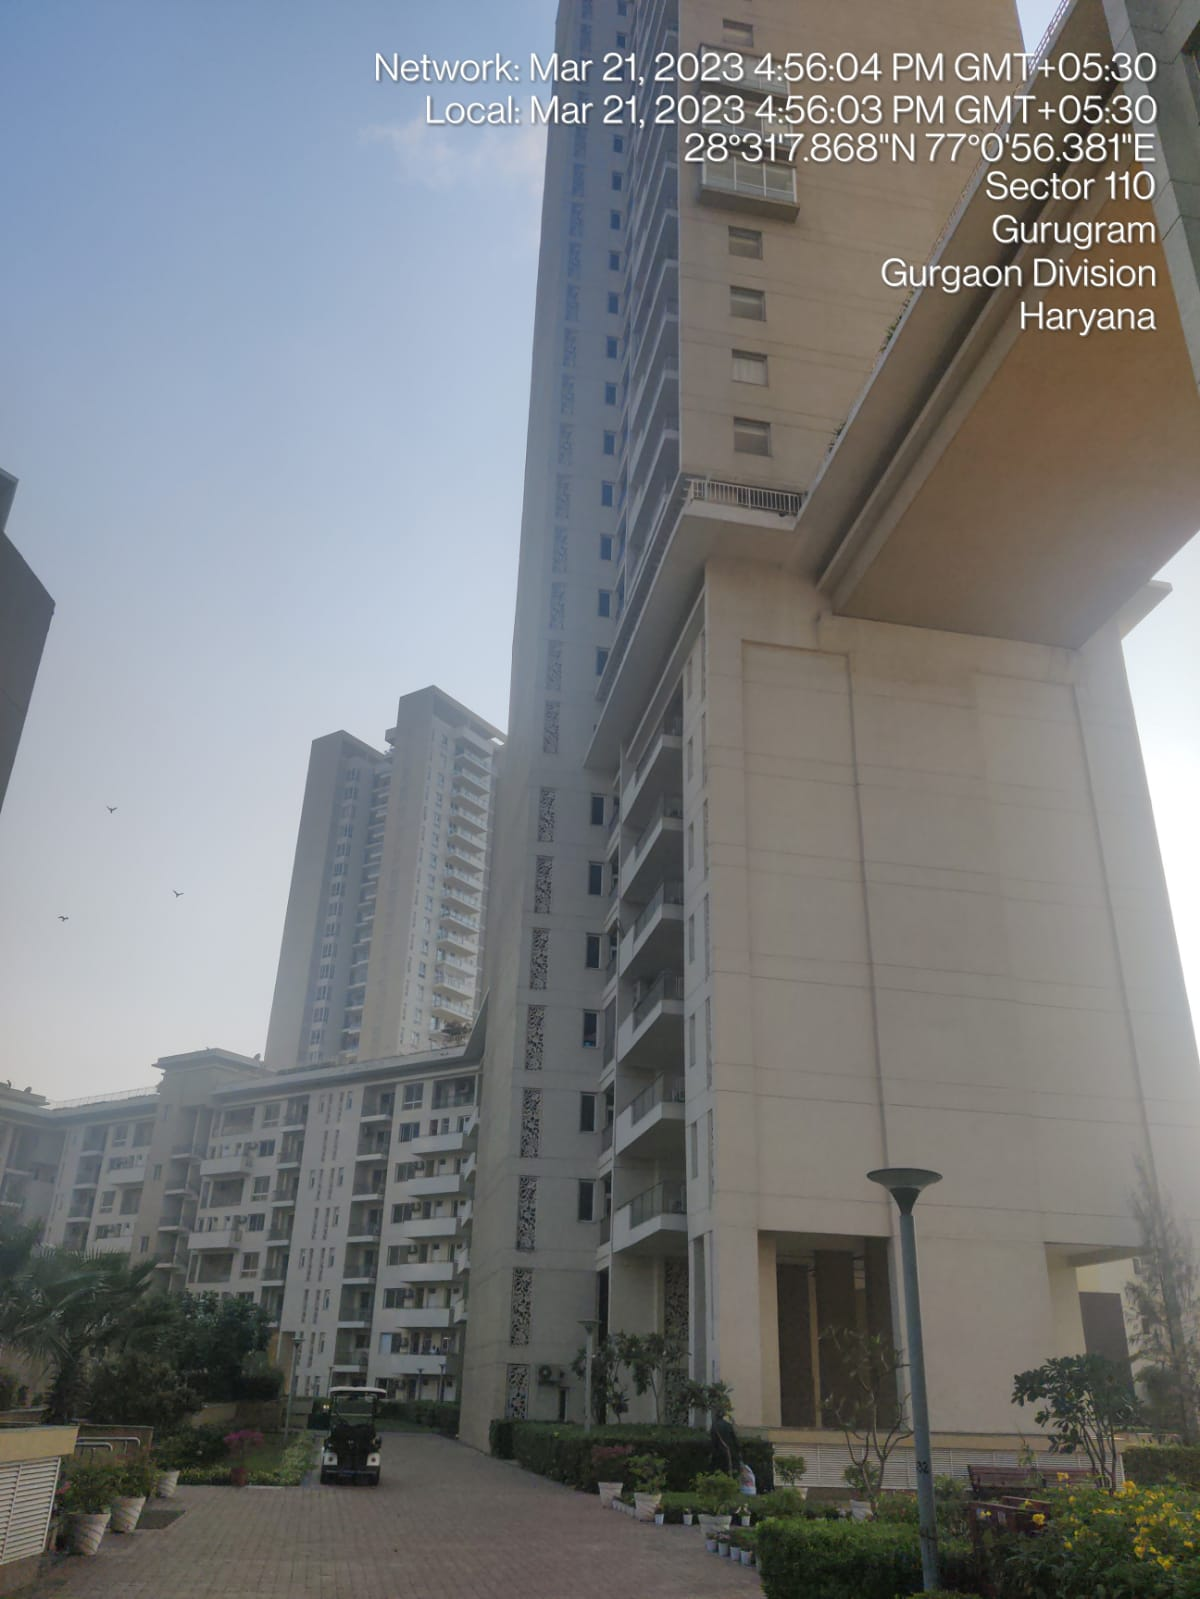 Network: Mar 21, 2023 4:56:04 PM GMT+05:30
Local: Mar 21, 2023 4:56:03 PM GMT+05:30
28°31'7.868"N 77°0'56.381"E
Sector 110
Gurugram
Gurgaon Division
Haryana
32